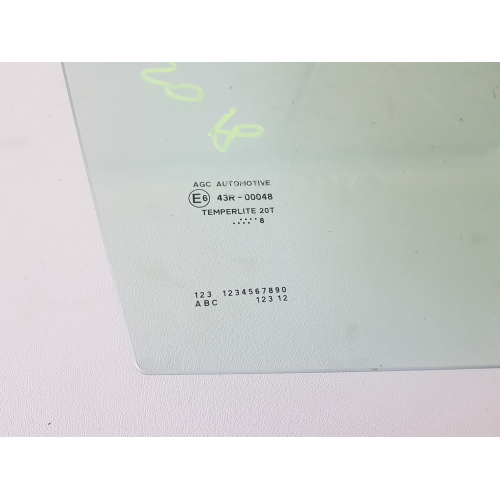 AGC AUTOMOTIVE
E6 43R-00048
TEMPERLITE 20T
....... 8
123 1234567890
ABC 123 12